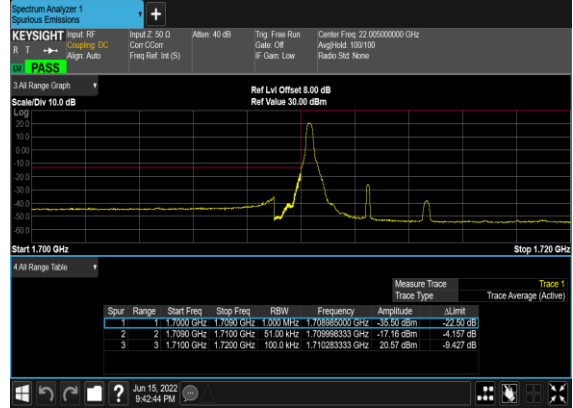 Spectrum Analyzer 1
Spurious Emissions
KEYSIGHT Input: RF Input Z: 50 Ω Atten: 40 dB Trig: Free Run Center Freq: 22.005000000 GHz
R T Coupling: DC Corr CCorr Gate: Off Avg|Hold: 100/100
Align: Auto Freq Ref: Int (S) IF Gain: Low Radio Std: None
PASS
3 All Range Graph
Ref Lvl Offset 8.00 dB
Scale/Div 10.0 dB Ref Value 30.00 dBm
Log
20.0
10.0
0.00
-10.0
-20.0
-30.0
-40.0
-50.0
-60.0
Start 1.700 GHz Stop 1.720 GHz
4 All Range Table
Measure Trace Trace 1
Trace Type Trace Average (Active)
Spur Range Start Freq Stop Freq RBW Frequency Amplitude ΔLimit
1 1 1.7000 GHz 1.7090 GHz 1.000 MHz 1.708985000 GHz -35.50 dBm -22.50 dB
2 2 1.7090 GHz 1.7100 GHz 51.00 kHz 1.709998333 GHz -17.16 dBm -4.157 dB
3 3 1.7100 GHz 1.7200 GHz 100.0 kHz 1.710283333 GHz 20.57 dBm -9.427 dB
? Jun 15, 2022
9:42:44 PM